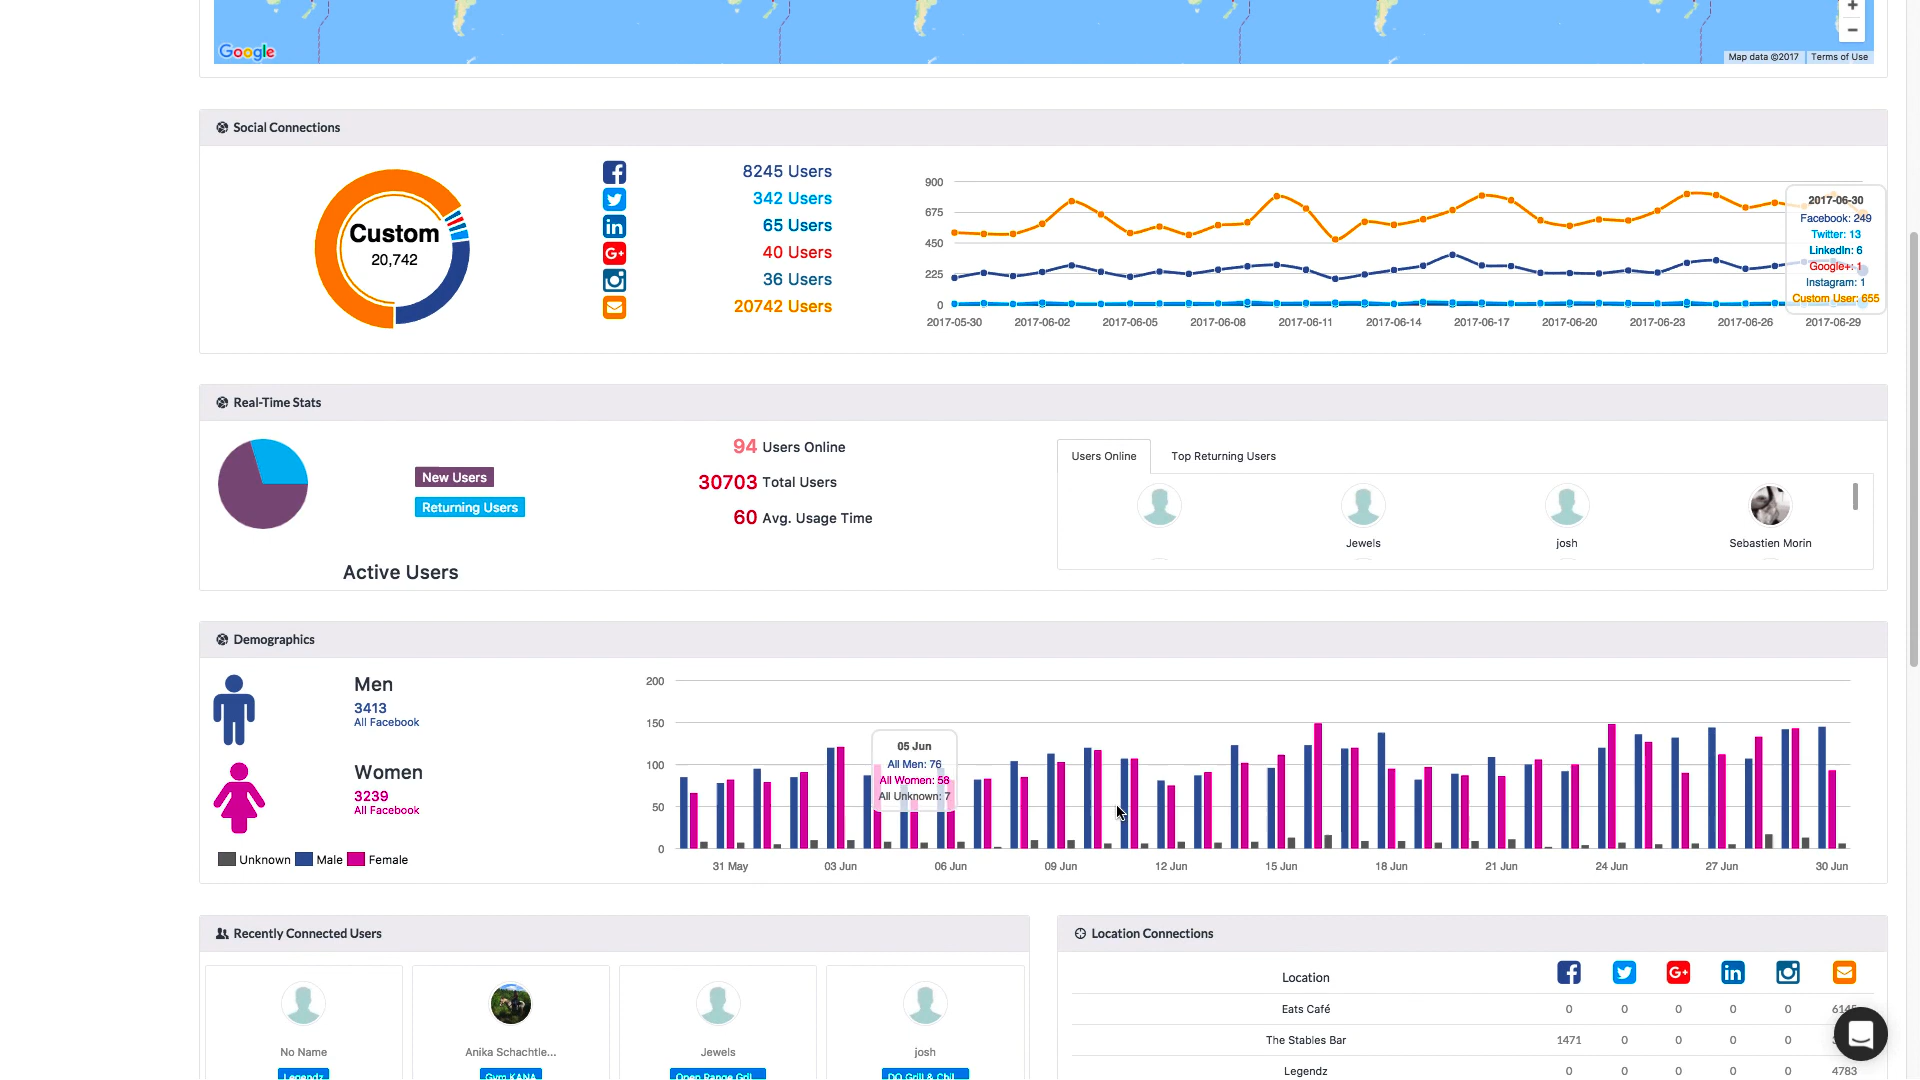 Google
+
−
Map data ©2017
Terms of Use
Social Connections
Custom
20,742
8245 Users
342 Users
65 Users
40 Users
36 Users
20742 Users
900
675
450
225
0
2017-05-30
2017-06-02
2017-06-05
2017-06-08
2017-06-11
2017-06-14
2017-06-17
2017-06-20
2017-06-23
2017-06-26
2017-06-29
2017-06-30
Facebook: 249
Twitter: 13
LinkedIn: 6
Google+: 1
Instagram: 1
Custom User: 655
Real-Time Stats
New Users
Returning Users
Active Users
94 Users Online
30703 Total Users
60 Avg. Usage Time
Users Online
Top Returning Users
Jewels
josh
Sebastien Morin
Demographics
Men
3413
All Facebook
Women
3239
All Facebook
Unknown
Male
Female
200
150
100
50
0
05 Jun
All Men: 76
All Women: 58
All Unknown: 7
31 May
03 Jun
06 Jun
09 Jun
12 Jun
15 Jun
18 Jun
21 Jun
24 Jun
27 Jun
30 Jun
Recently Connected Users
No Name
Anika Schachtle...
Jewels
josh
Legendz
Gym KANA
Open Range Gril...
DQ Grill & Chil...
Location Connections
Location
Eats Café 0 0 0 0 0
The Stables Bar 1471 0 0 0 0
Legendz 0 0 0 0 0 4783